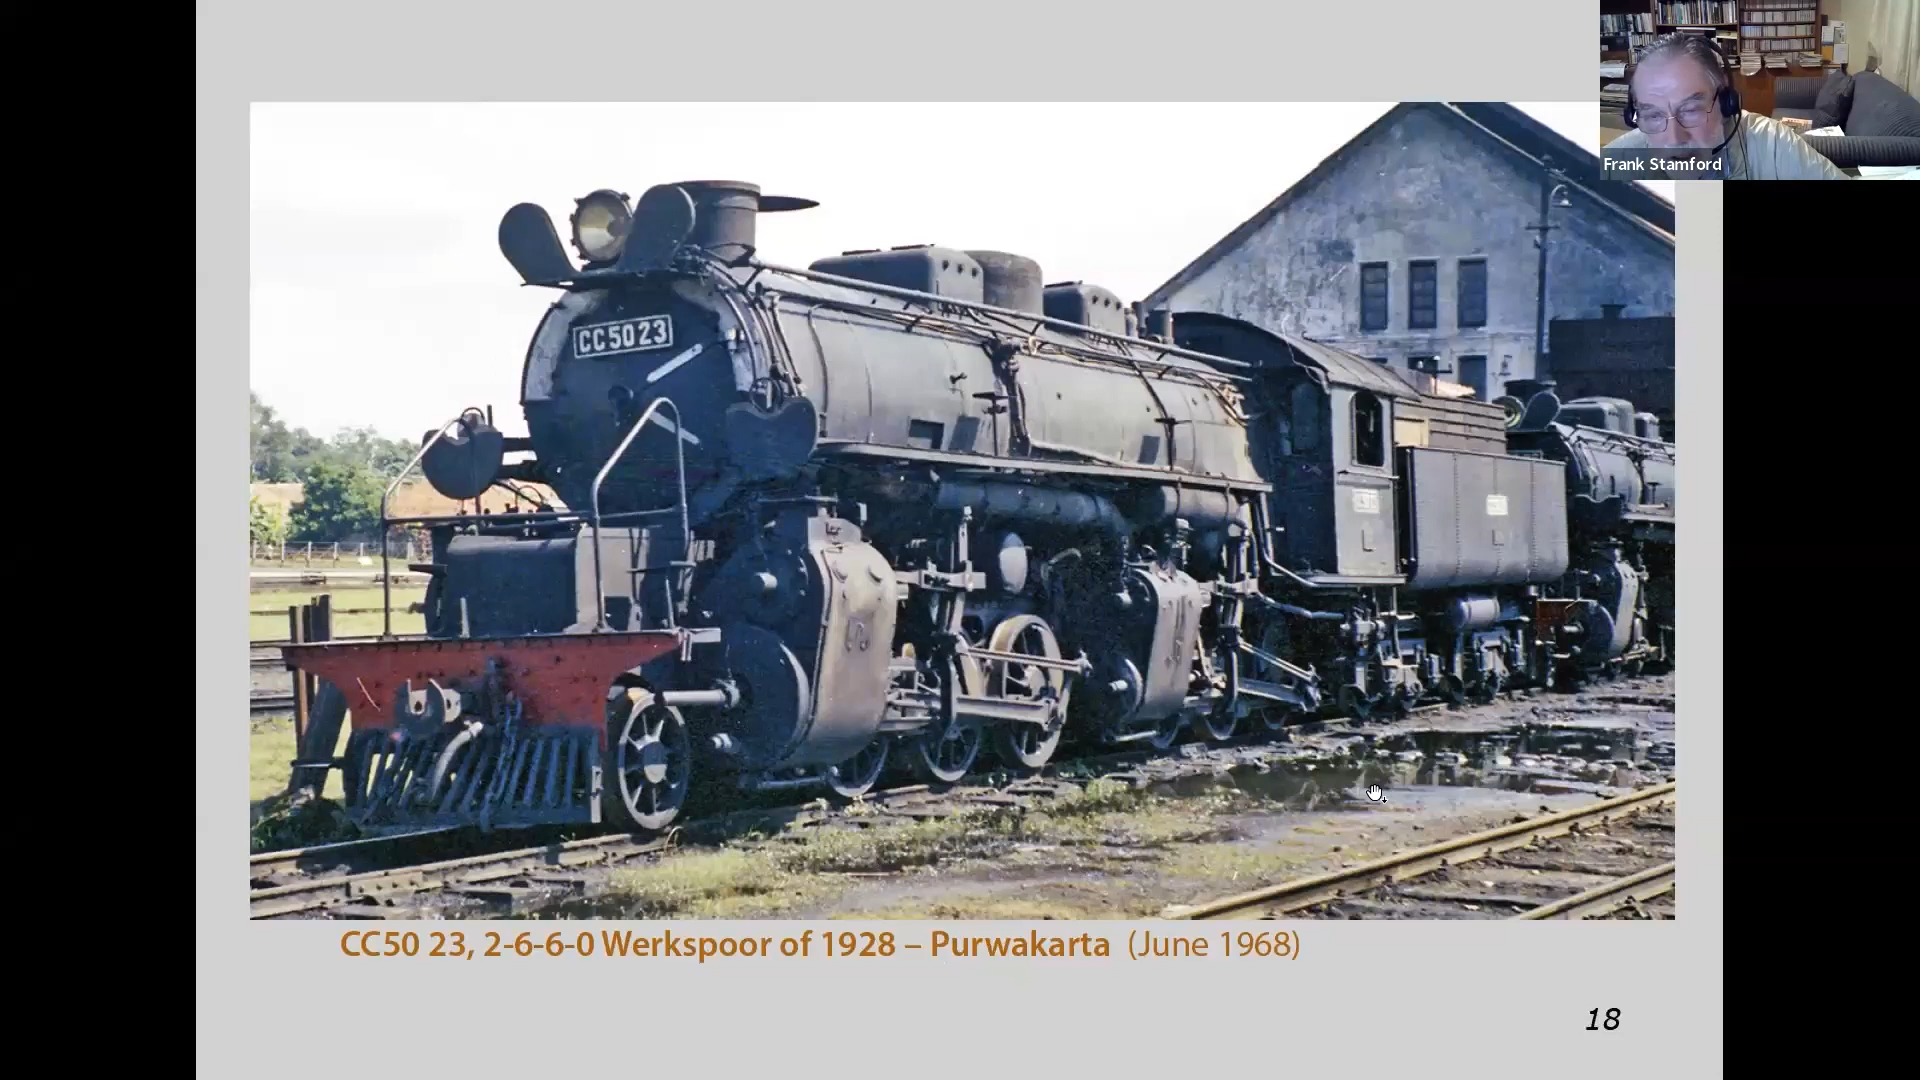 Frank Stamford
CC5023
CC50 23, 2-6-6-0 Werkspoor of 1928 – Purwakarta (June 1968)
18